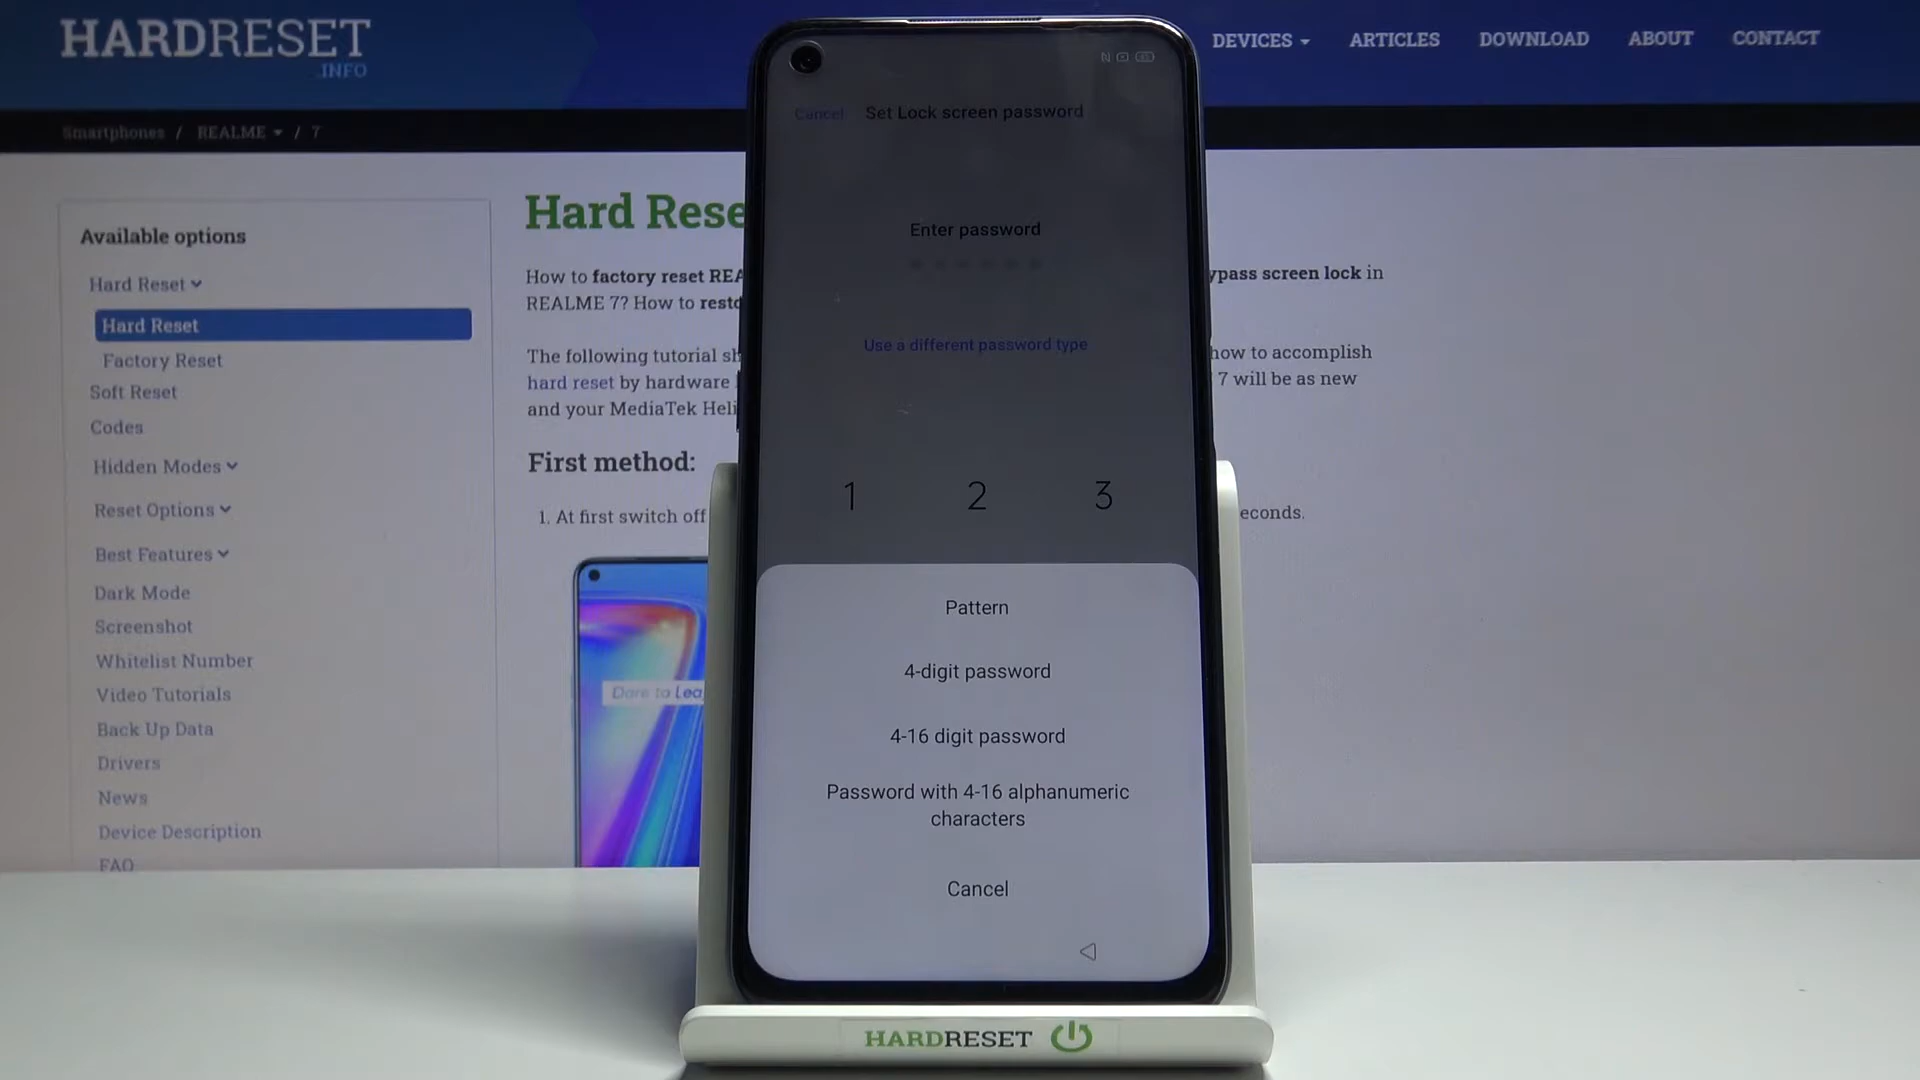 HARDRESET
.INFO
DEVICES
ARTICLES
DOWNLOAD
ABOUT
CONTACT
Smartphones / REALME / 7
Available options
Hard Reset
Hard Reset
Factory Reset
Soft Reset
Codes
Hidden Modes
Reset Options
Best Features
Dark Mode
Screenshot
Whitelist Number
Video Tutorials
Back Up Data
Drivers
News
Device Description
FAQ
Hard Rese
How to factory reset REA
ypass screen lock in
REALME 7? How to resto
The following tutorial sh
how to accomplish
hard reset by hardware
7 will be as new
and your MediaTek Heli
First method:
1. At first switch off
econds.
Dare to Lea
Cancel Set Lock screen password
Enter password
Use a different password type
1 2 3
Pattern
4-digit password
4-16 digit password
Password with 4-16 alphanumeric
characters
Cancel
HARDRESET